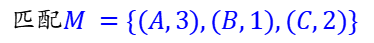 匹配M = {(A, 3), (B, 1), (C, 2)}